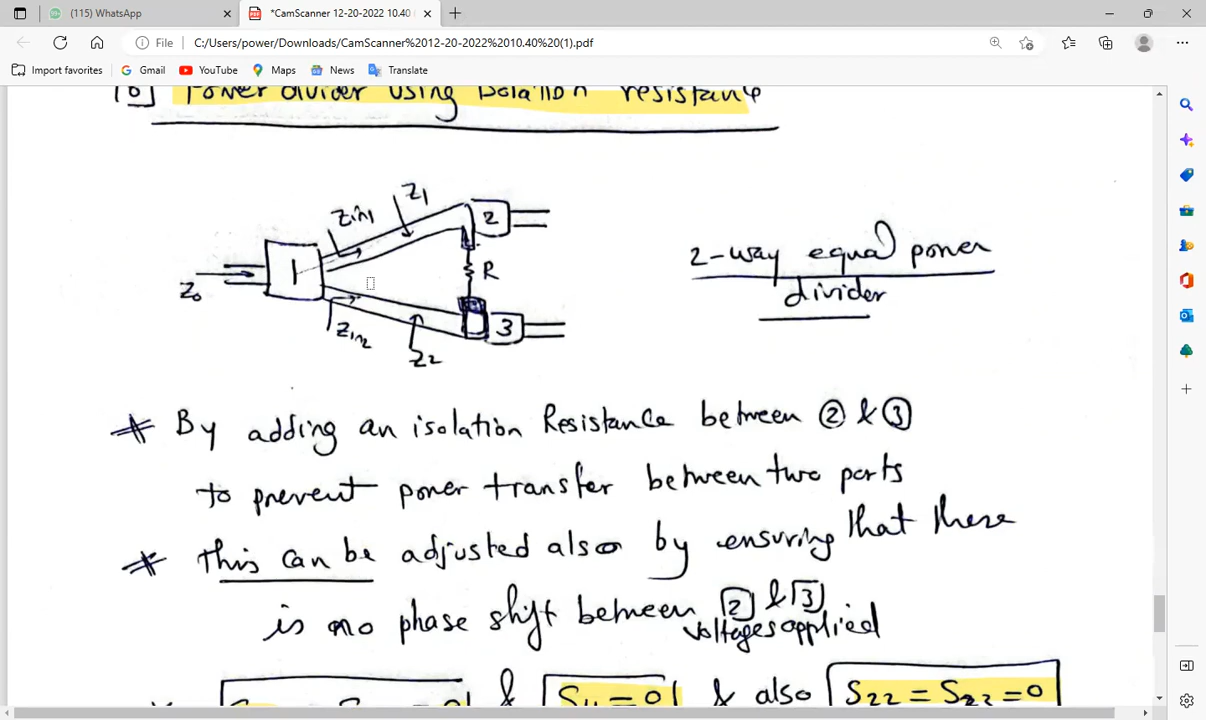 (115) WhatsApp
*CamScanner 12-20-2022 10.40
File
C:/Users/power/Downloads/CamScanner%2012-20-2022%2010.40%20(1).pdf
Import favorites
Gmail
YouTube
Maps
News
Translate
Power divider using isolation resistance
Zin1
Z1
2
1
R
Z0
3
Zin2
Z2
2-way equal power
divider
* By adding an isolation Resistance between ② & ③
to prevent power transfer between two ports
* This can be adjusted also by ensuring that there
is no phase shift between 2 & 3
voltages applied
& S11 = 0 & also S22 = S23 = 0